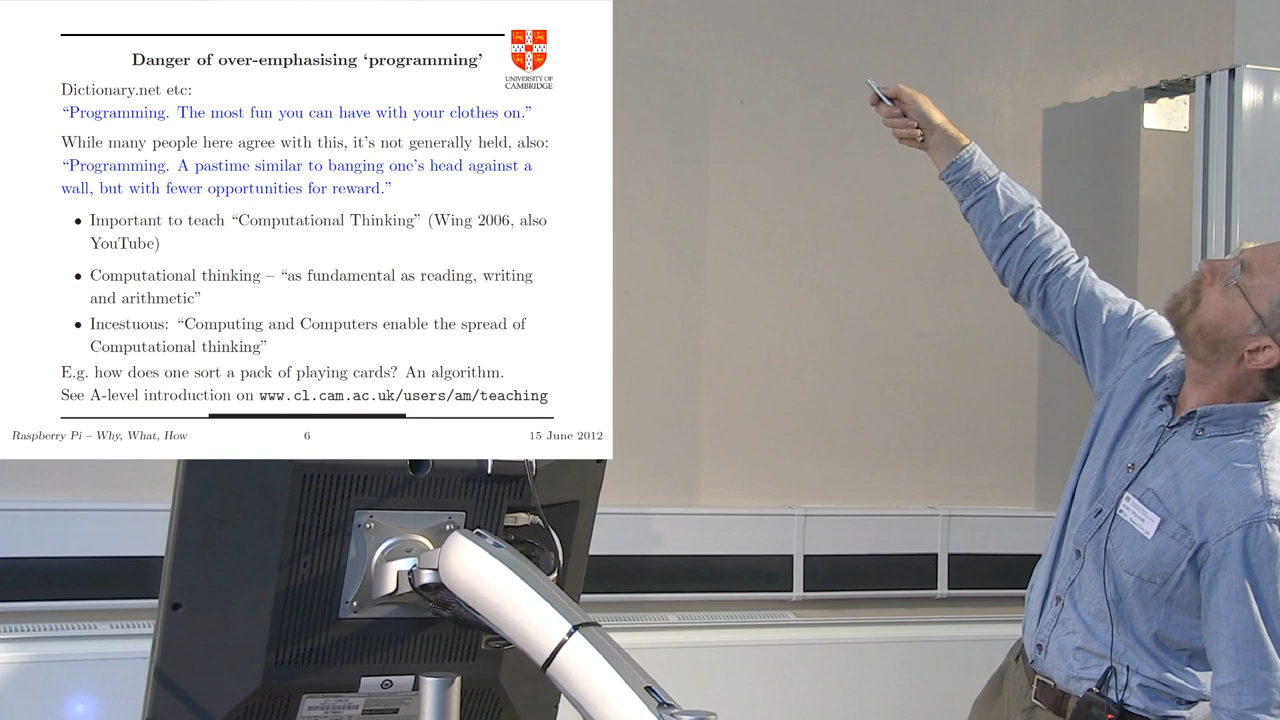 Danger of over-emphasising ‘programming’
UNIVERSITY OF
CAMBRIDGE
Dictionary.net etc:
“Programming. The most fun you can have with your clothes on.”
While many people here agree with this, it’s not generally held, also:
“Programming. A pastime similar to banging one’s head against a
wall, but with fewer opportunities for reward.”
• Important to teach “Computational Thinking” (Wing 2006, also
YouTube)
• Computational thinking – “as fundamental as reading, writing
and arithmetic”
• Incestuous: “Computing and Computers enable the spread of
Computational thinking”
E.g. how does one sort a pack of playing cards? An algorithm.
See A-level introduction on www.cl.cam.ac.uk/users/am/teaching
Raspberry Pi – Why, What, How 6 15 June 2012